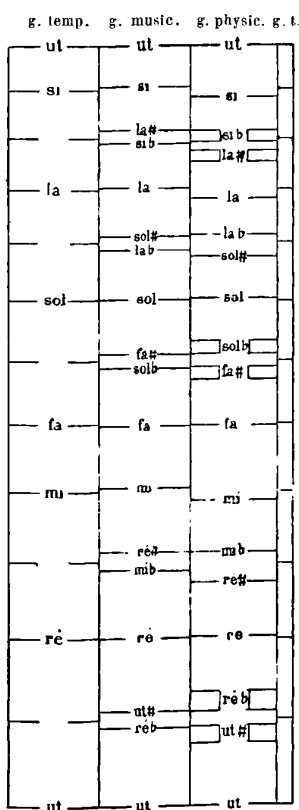 g. temp. g. music. g. physic. g. t.
ut ut ut
si si si
la# sib
sib la#
la la la
sol# lab
lab sol#
sol sol sol
fa# solb
solb fa#
fa fa fa
mi mi mi
ré# mib
mib ré#
ré ré re
ut# réb
réb ut#
ut ut ut